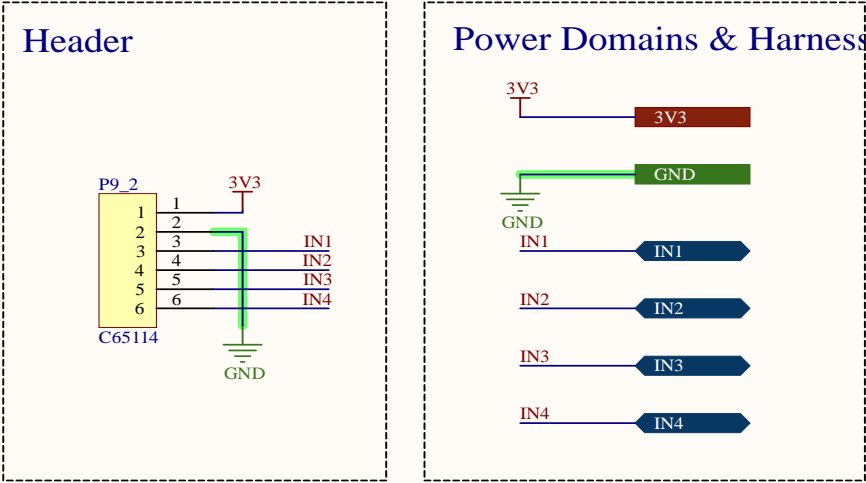 Header
Power Domains & Harness
P9_2
3V3
1 1
2 2
3 3 IN1
4 4 IN2
5 5 IN3
6 6 IN4
C65114
GND
3V3
3V3
GND
GND
IN1
IN1
IN2
IN2
IN3
IN3
IN4
IN4